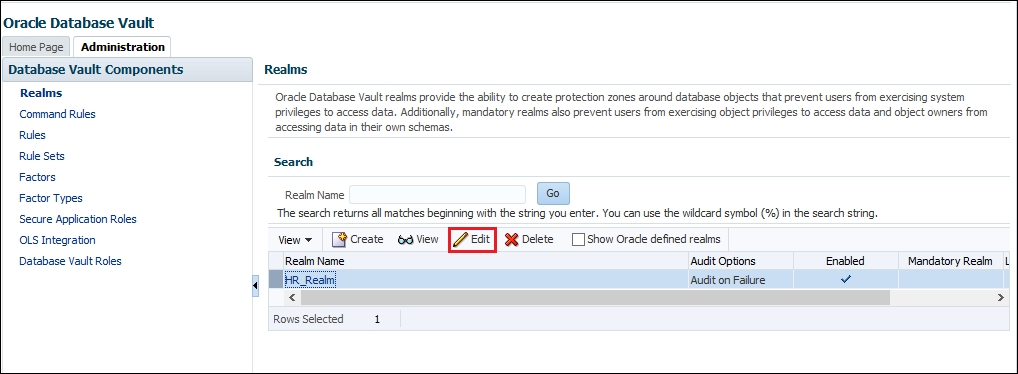 Oracle Database Vault
Home Page Administration
Database Vault Components
Realms
Command Rules
Rules
Rule Sets
Factors
Factor Types
Secure Application Roles
OLS Integration
Database Vault Roles
Realms
Oracle Database Vault realms provide the ability to create protection zones around database objects that prevent users from exercising system
privileges to access data. Additionally, mandatory realms also prevent users from exercising object privileges to access data and object owners from
accessing data in their own schemas.
Search
Realm Name Go
The search returns all matches beginning with the string you enter. You can use the wildcard symbol (%) in the search string.
View Create View Edit Delete Show Oracle defined realms
Realm Name Audit Options Enabled Mandatory Realm L
HR_Realm Audit on Failure
Rows Selected 1